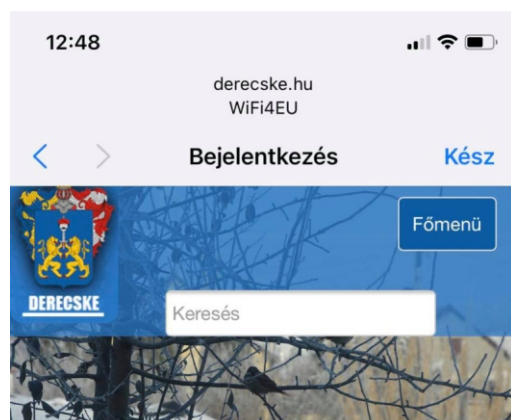 12:48
derecske.hu
WiFi4EU
Bejelentkezés
Kész
Főmenü
DERECSKE
Keresés